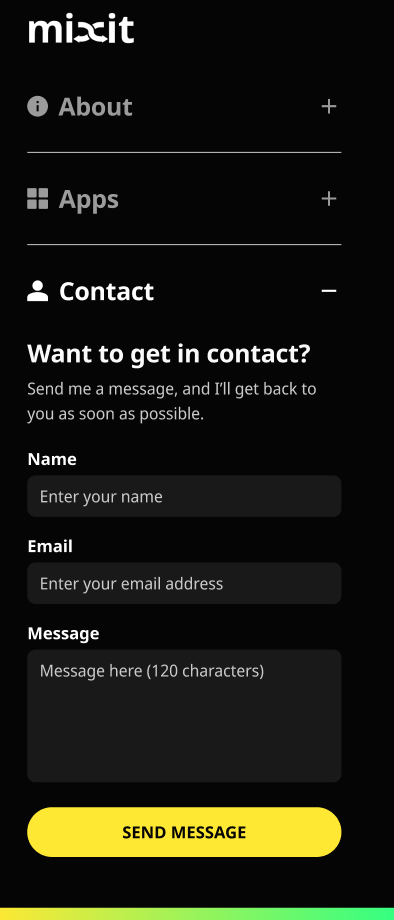 mixit
About
Apps
Contact
Want to get in contact?
Send me a message, and I’ll get back to
you as soon as possible.
Name
Enter your name
Email
Enter your email address
Message
Message here (120 characters)
SEND MESSAGE